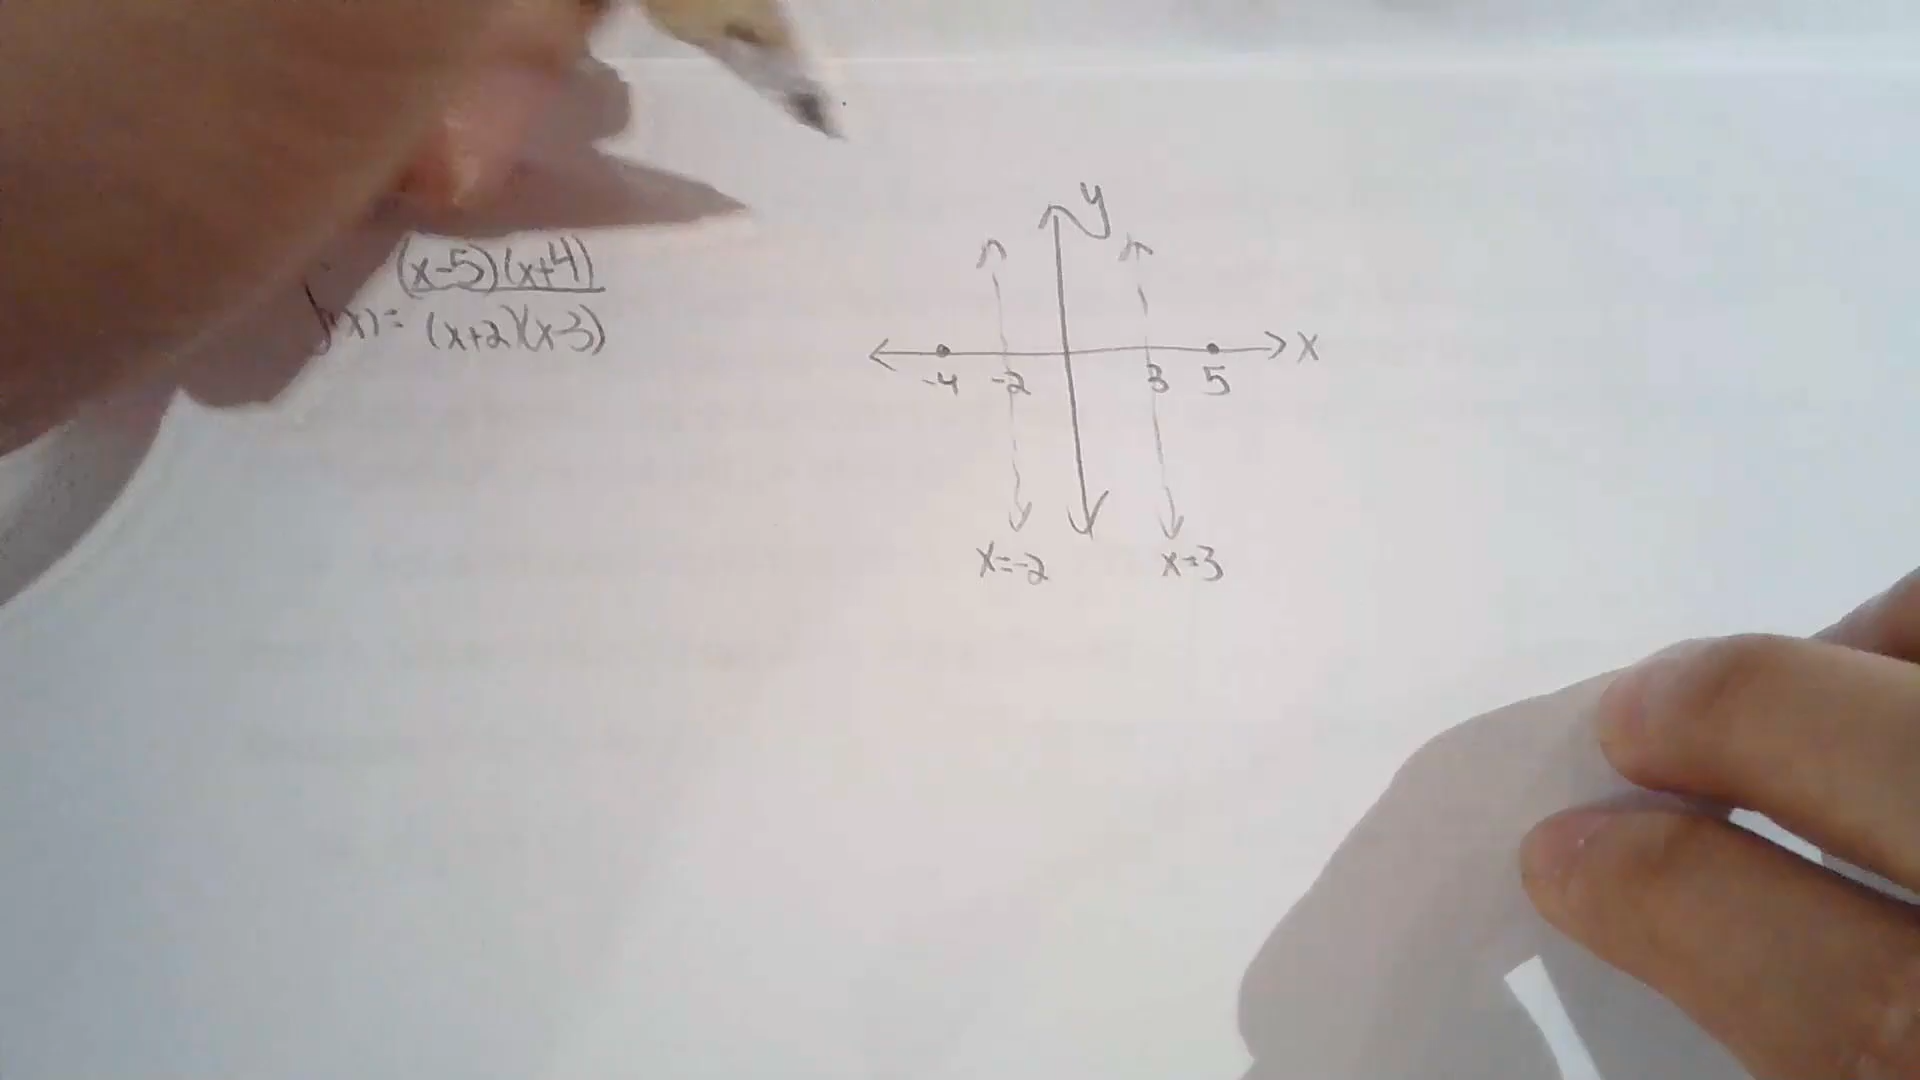 (x-5)(x+4)
(x)= (x+2)(x-3)
y
x
-4 -2 3 5
x=-2 x=3